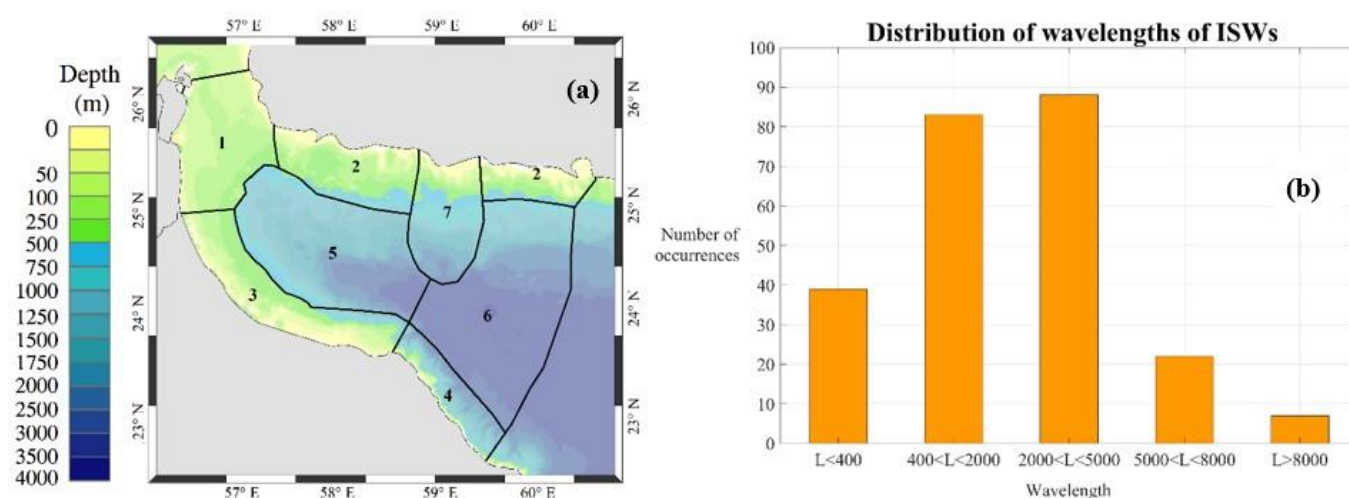 57° E 58° E 59° E 60° E
Depth
(m)
0
50
100
250
500
750
1000
1250
1500
1750
2000
2500
3000
3500
4000
26° N
25° N
24° N
23° N
(a)
1
2
2
7
5
3
6
4
26° N
25° N
24° N
23° N
57° E 58° E 59° E 60° E
Distribution of wavelengths of ISWs
(b)
Number of
occurrences
100
90
80
70
60
50
40
30
20
10
0
L<400 400<L<2000 2000<L<5000 5000<L<8000 L>8000
Wavelength